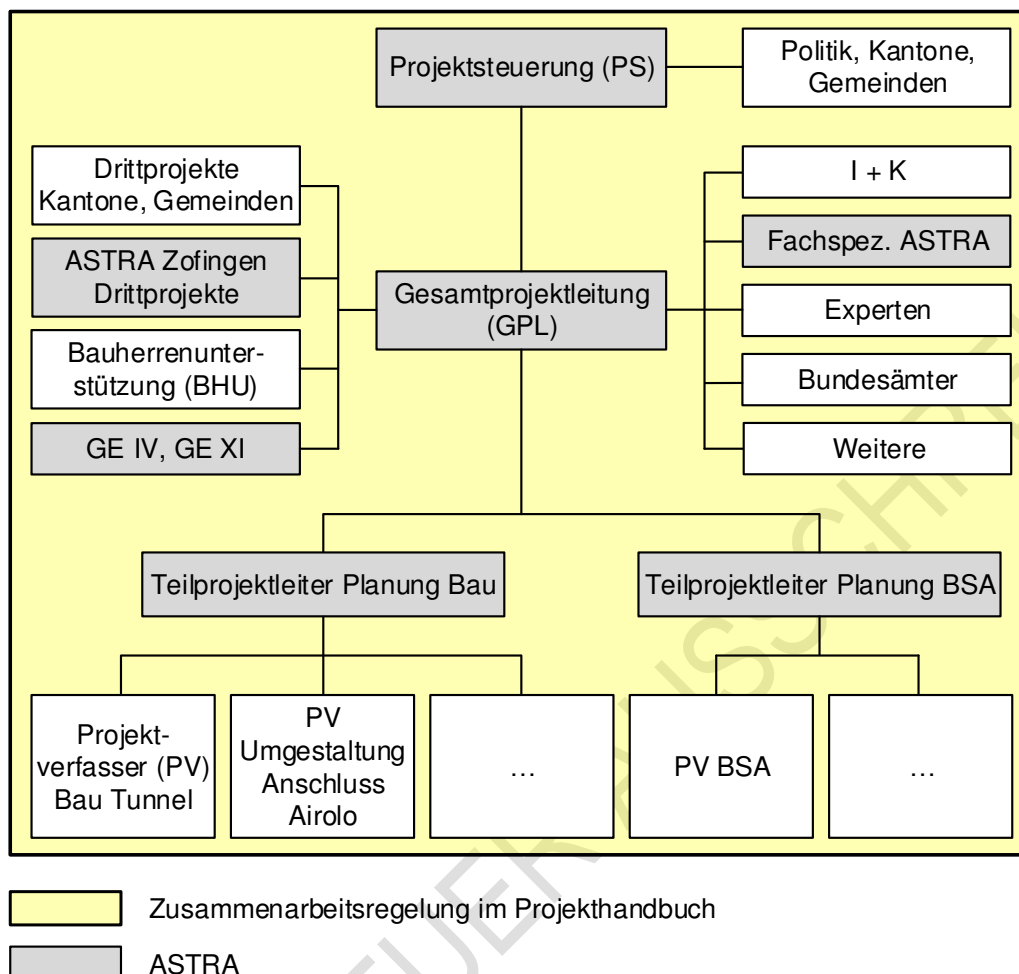 Projektsteuerung (PS)
Politik, Kantone,
Gemeinden
Drittprojekte
Kantone, Gemeinden
ASTRA Zofingen
Drittprojekte
Bauherrenunter-
stützung (BHU)
GE IV, GE XI
Gesamtprojektleitung
(GPL)
I + K
Fachspez. ASTRA
Experten
Bundesämter
Weitere
Teilprojektleiter Planung Bau
Teilprojektleiter Planung BSA
Projekt-
verfasser (PV)
Bau Tunnel
PV
Umgestaltung
Anschluss
Airolo
…
PV BSA
…
Zusammenarbeitsregelung im Projekthandbuch
ASTRA